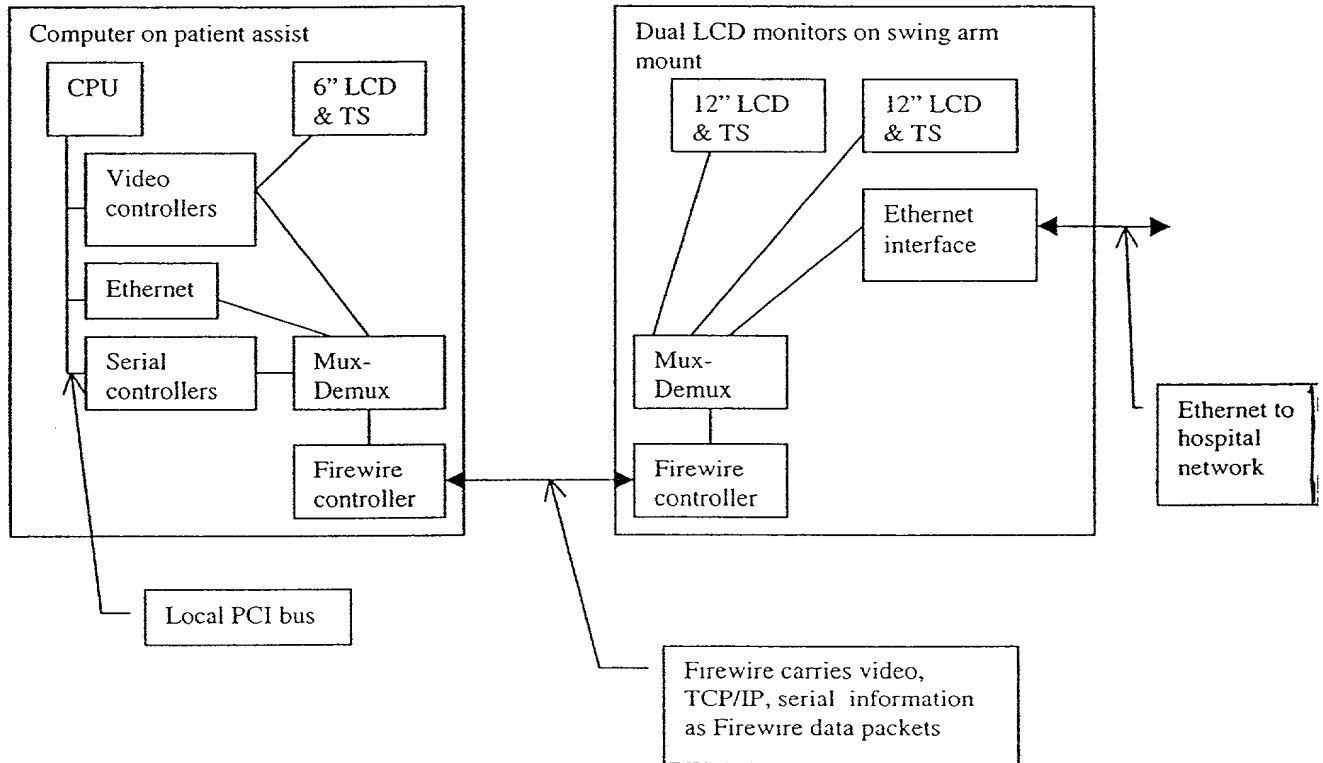 Computer on patient assist
CPU
6” LCD
& TS
Video
controllers
Ethernet
Serial
controllers
Mux-
Demux
Firewire
controller
Dual LCD monitors on swing arm
mount
12” LCD
& TS
12” LCD
& TS
Ethernet
interface
Mux-
Demux
Firewire
controller
Ethernet to
hospital
network
Local PCI bus
Firewire carries video,
TCP/IP, serial information
as Firewire data packets